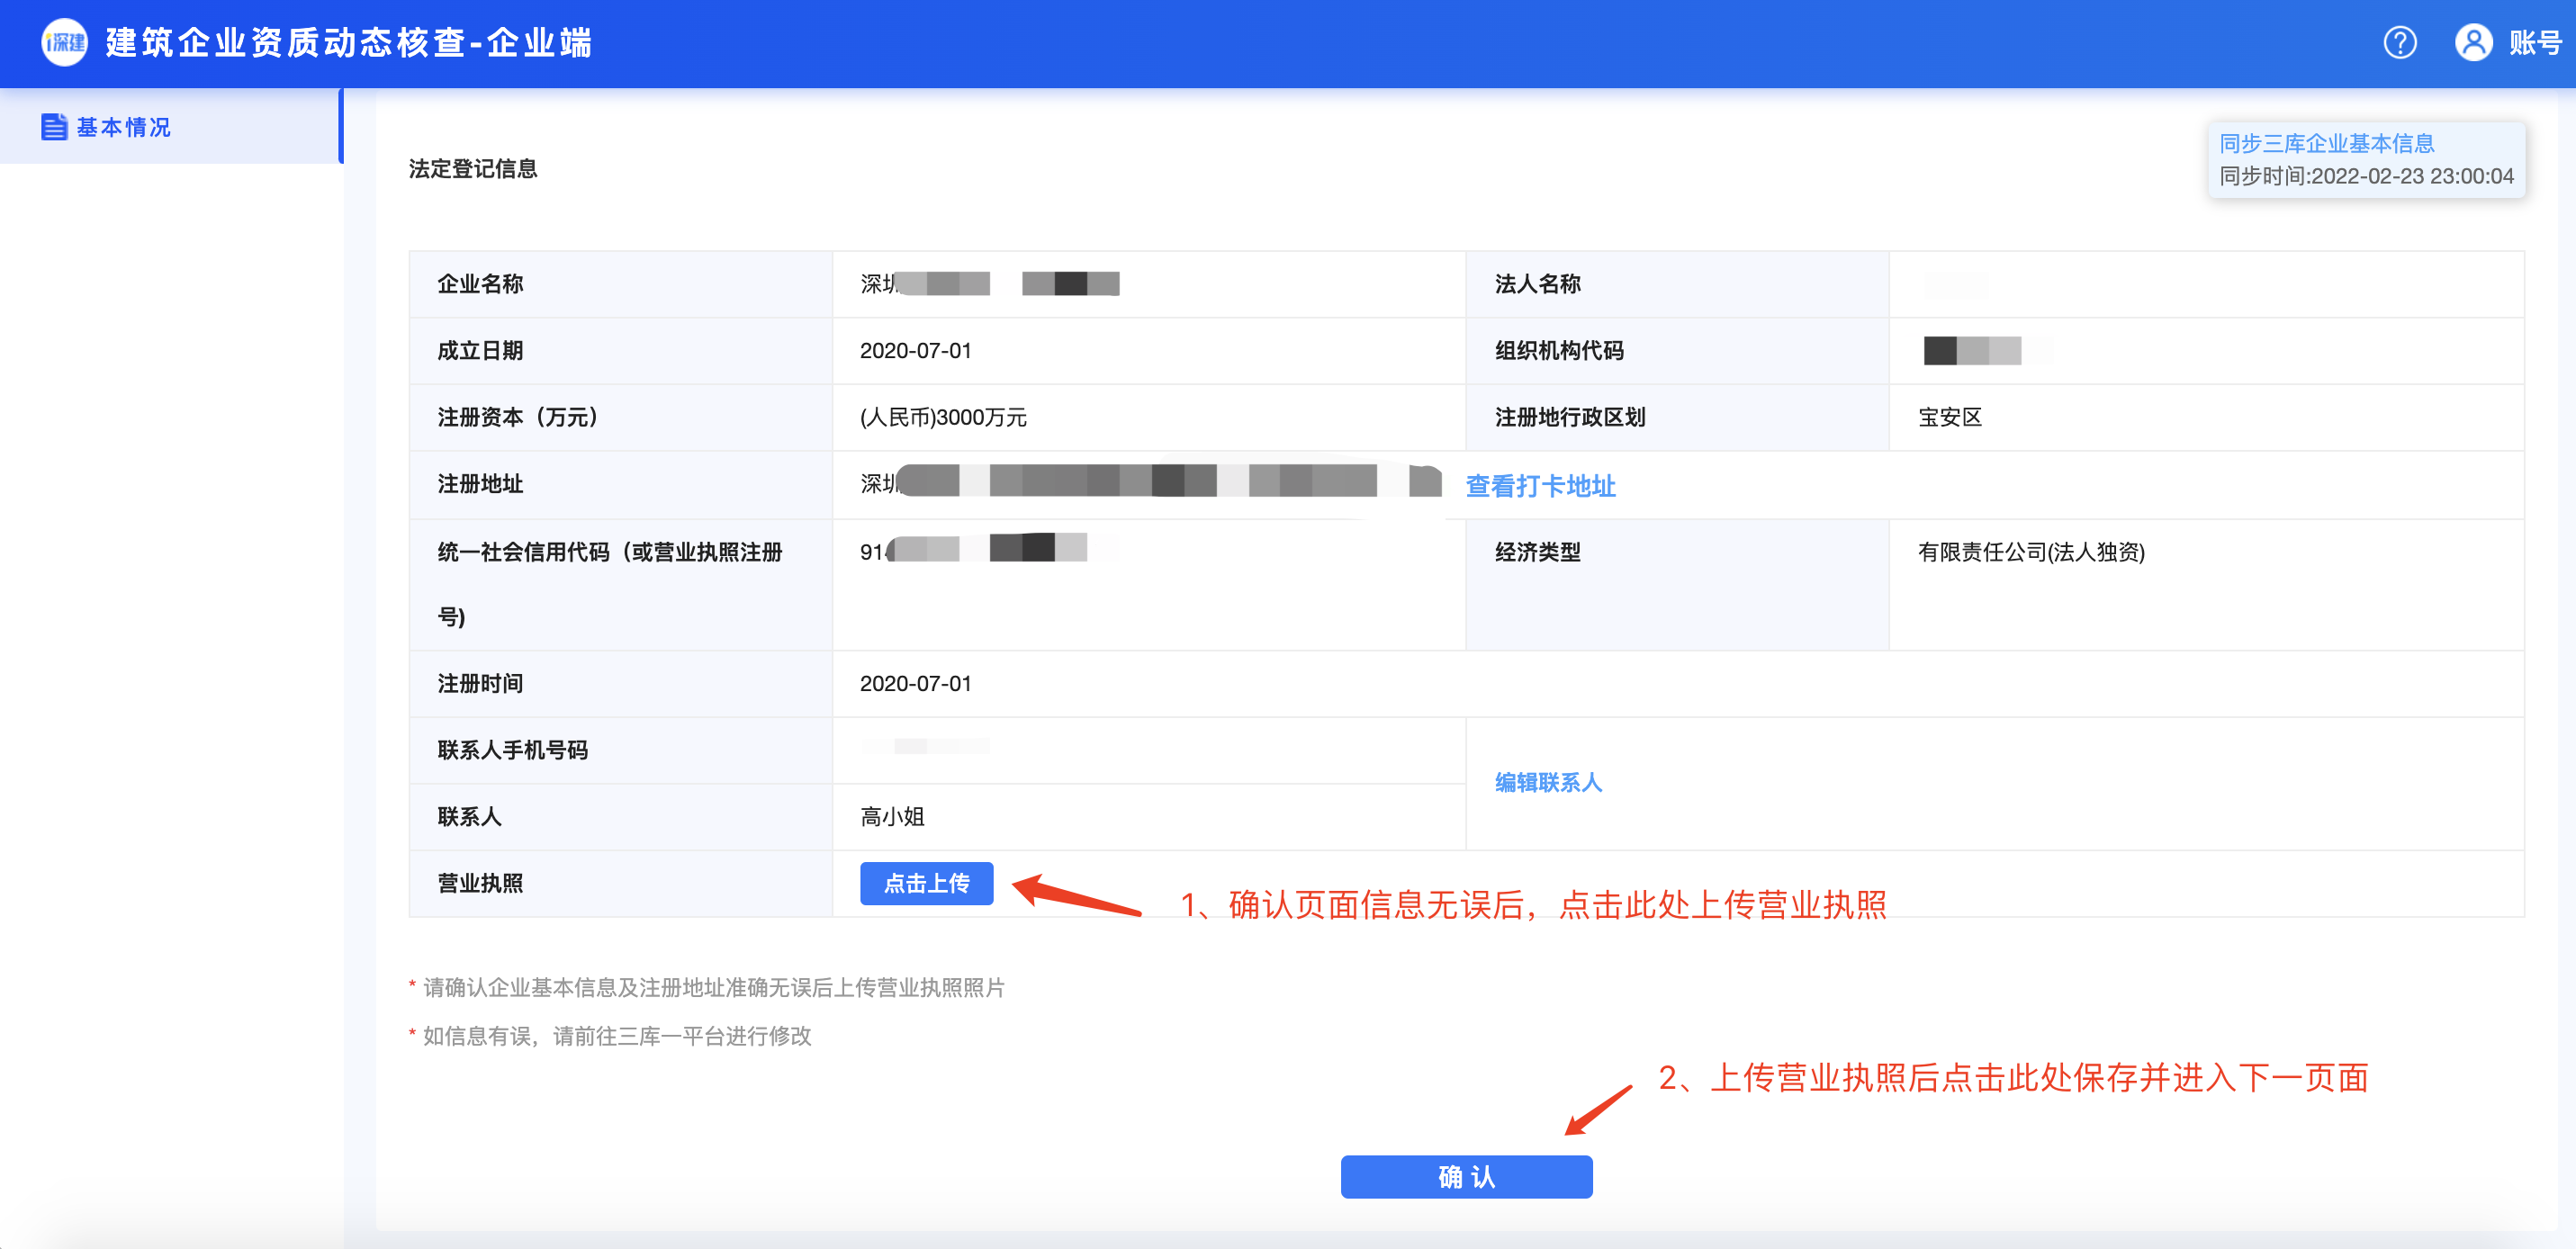 i深建 建筑企业资质动态核查-企业端 账号
基本情况
同步三库企业基本信息
法定登记信息
同步时间:2022-02-23 23:00:04
企业名称 深圳 法人名称
成立日期 2020-07-01 组织机构代码
注册资本（万元） (人民币)3000万元 注册地行政区划 宝安区
注册地址 深圳 查看打卡地址
统一社会信用代码（或营业执照注册 91 经济类型 有限责任公司(法人独资)
号)
注册时间 2020-07-01
联系人手机号码
编辑联系人
联系人 高小姐
营业执照 点击上传
1、确认页面信息无误后，点击此处上传营业执照
* 请确认企业基本信息及注册地址准确无误后上传营业执照照片
* 如信息有误，请前往三库一平台进行修改
2、上传营业执照后点击此处保存并进入下一页面
确 认